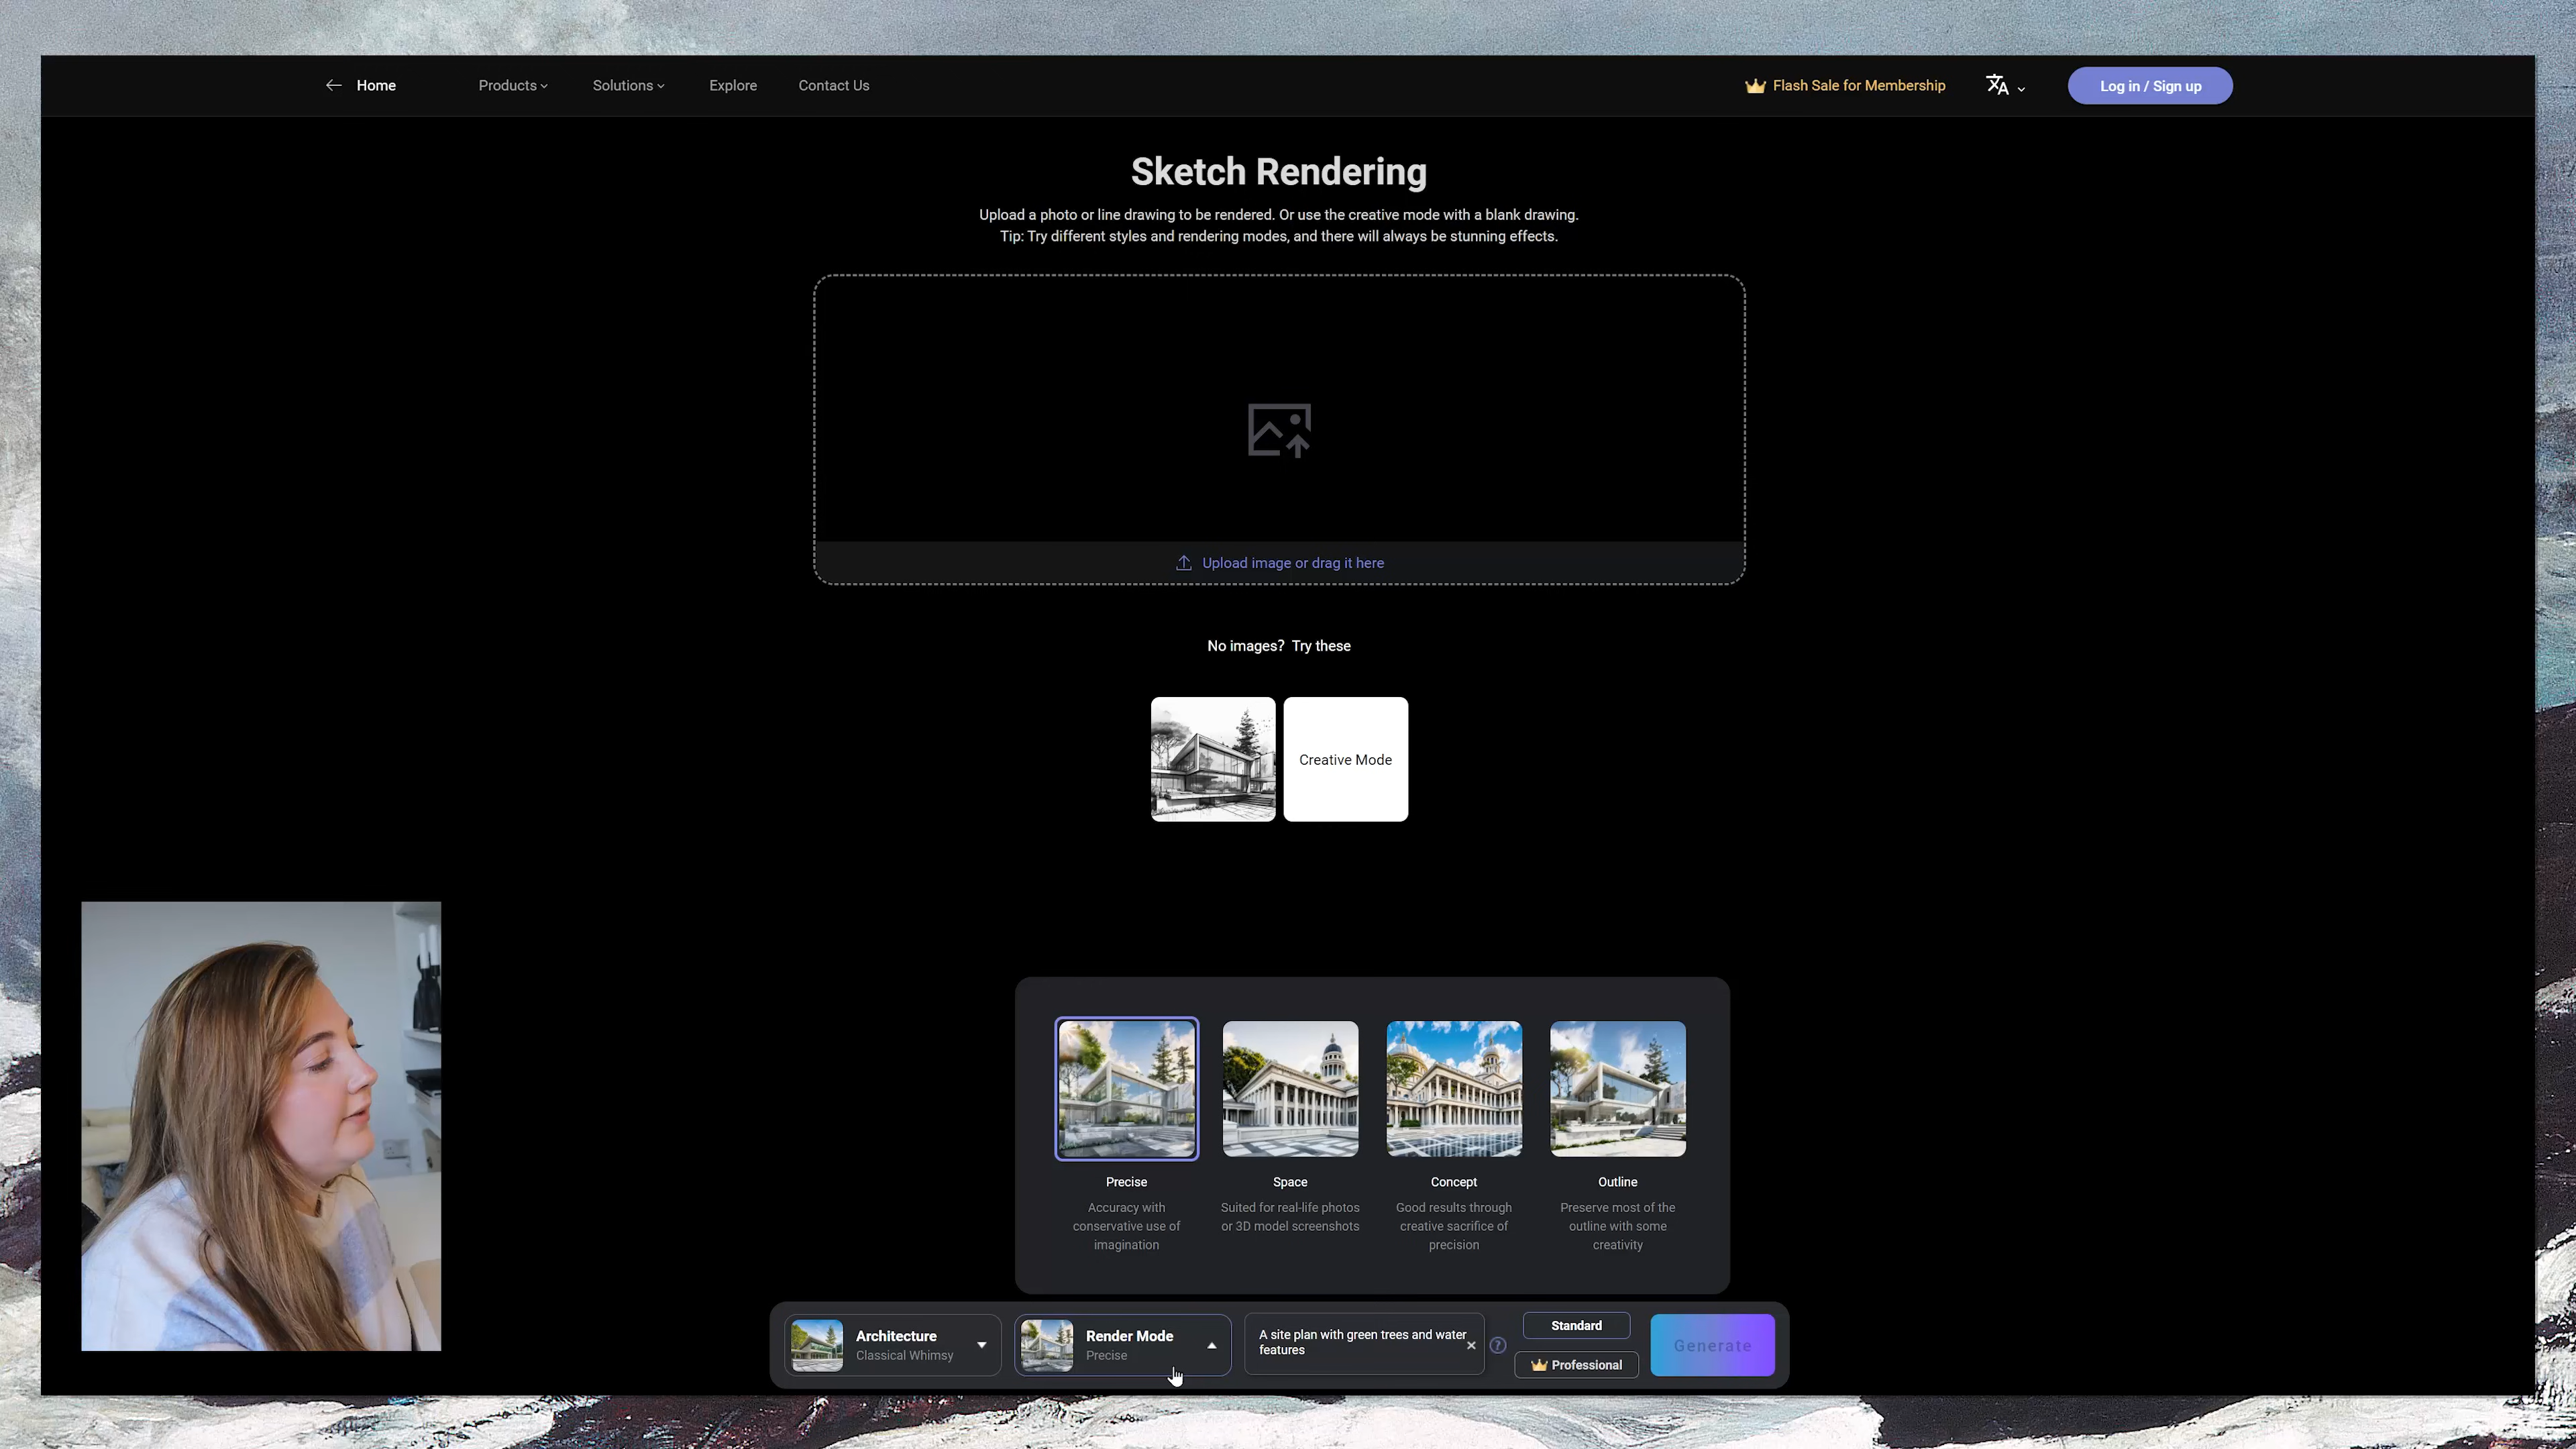 Home
Products
Solutions
Explore
Contact Us
Flash Sale for Membership
Log in / Sign up
Sketch Rendering
Upload a photo or line drawing to be rendered. Or use the creative mode with a blank drawing.
Tip: Try different styles and rendering modes, and there will always be stunning effects.
Upload image or drag it here
No images? Try these
Creative Mode
Precise
Accuracy with
conservative use of
imagination
Space
Suited for real-life photos
or 3D model screenshots
Concept
Good results through
creative sacrifice of
precision
Outline
Preserve most of the
outline with some
creativity
Architecture
Classical Whimsy
Render Mode
Precise
A site plan with green trees and water
features
Standard
Professional
Generate